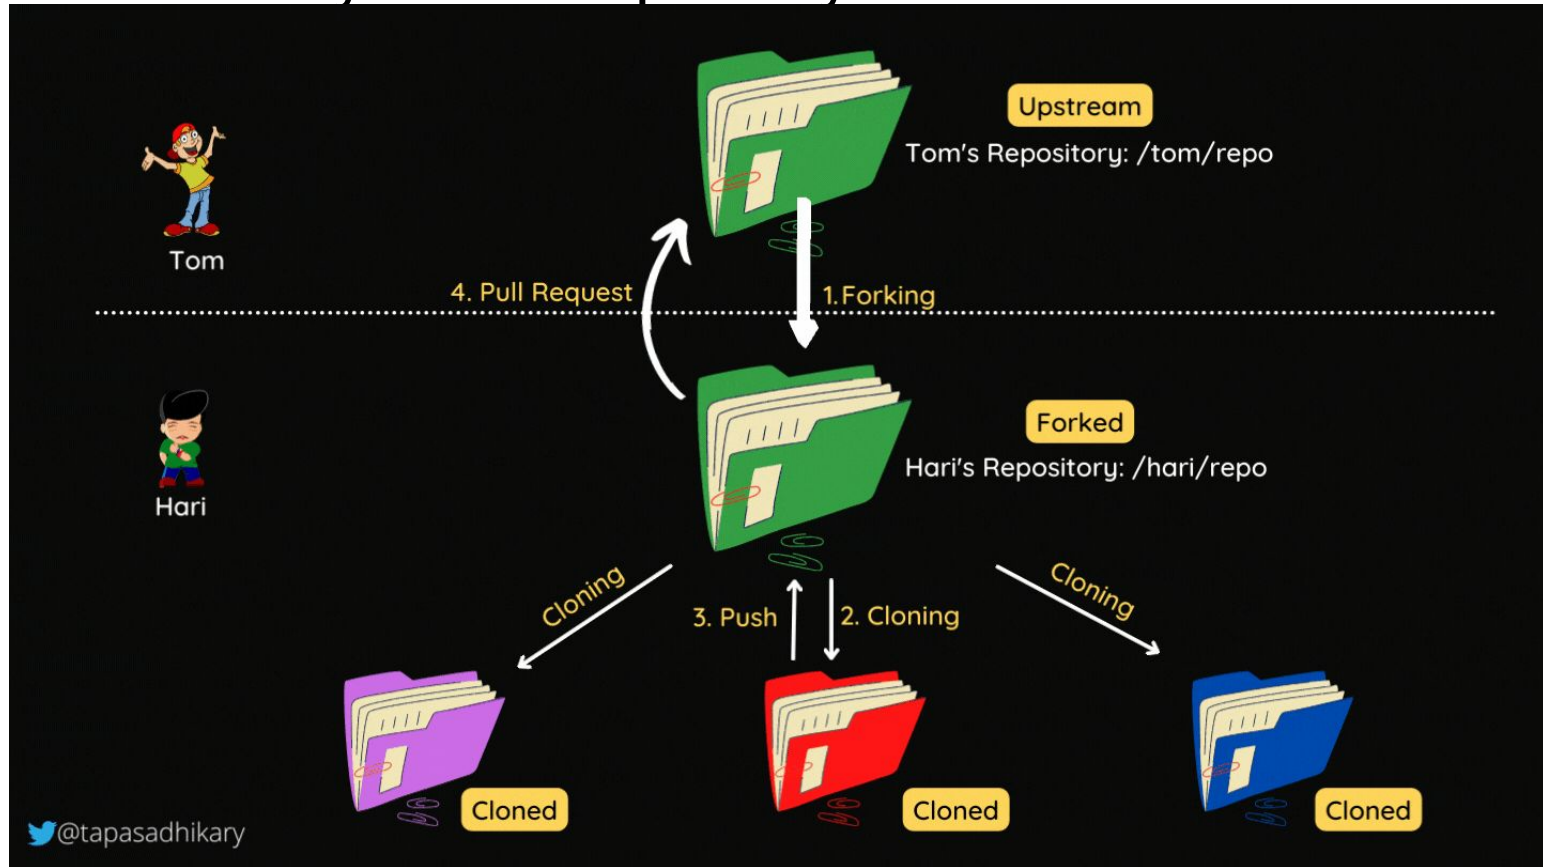 Upstream
Tom's Repository: /tom/repo
Tom
4. Pull Request
1.Forking
Forked
Hari's Repository: /hari/repo
Hari
Cloning
3. Push
2. Cloning
Cloning
Cloned
Cloned
Cloned
@tapasadhikary